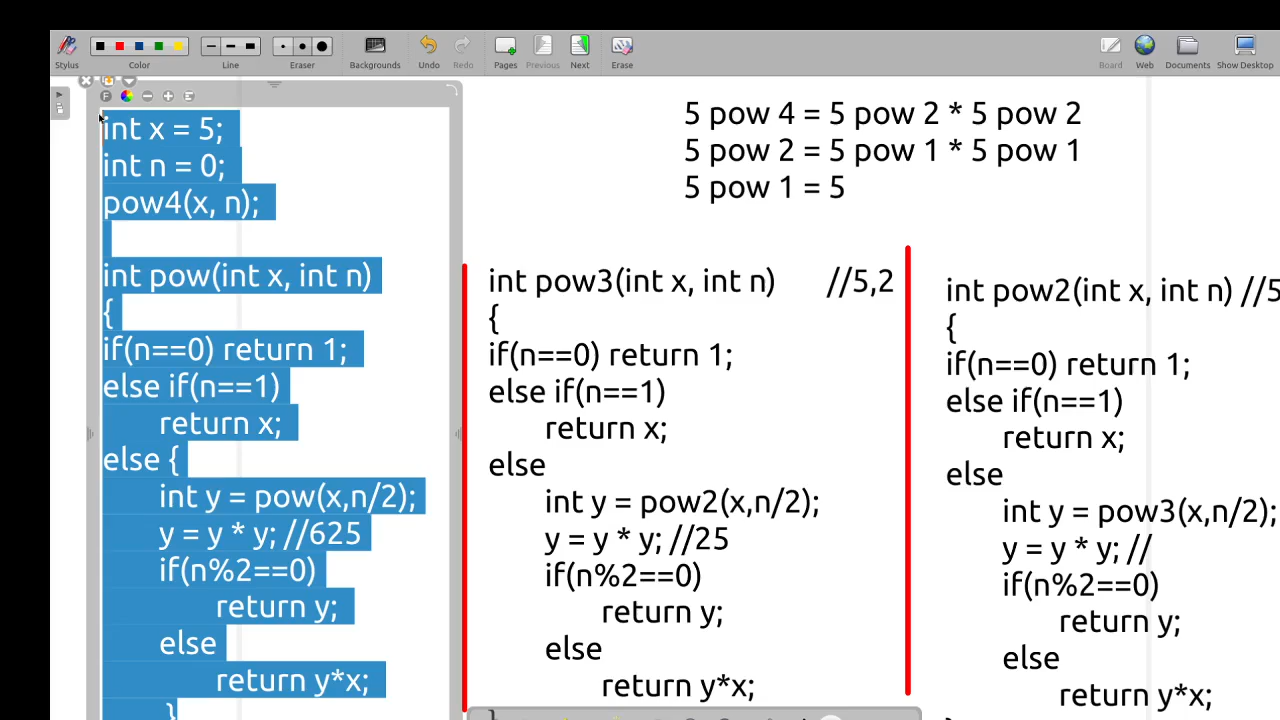 Stylus
Color
Line
Eraser
Backgrounds
Undo
Redo
Pages
Previous
Next
Erase
Board
Web
Documents
Show Desktop
int x = 5;
int n = 0;
pow4(x, n);
int pow(int x, int n)
{
if(n==0) return 1;
else if(n==1)
return x;
else {
int y = pow(x,n/2);
y = y * y; //625
if(n%2==0)
return y;
else
return y*x;
}
5 pow 4 = 5 pow 2 * 5 pow 2
5 pow 2 = 5 pow 1 * 5 pow 1
5 pow 1 = 5
int pow3(int x, int n) //5,2
{
if(n==0) return 1;
else if(n==1)
return x;
else
int y = pow2(x,n/2);
y = y * y; //25
if(n%2==0)
return y;
else
return y*x;
int pow2(int x, int n) //5
{
if(n==0) return 1;
else if(n==1)
return x;
else
int y = pow3(x,n/2);
y = y * y; //
if(n%2==0)
return y;
else
return y*x;